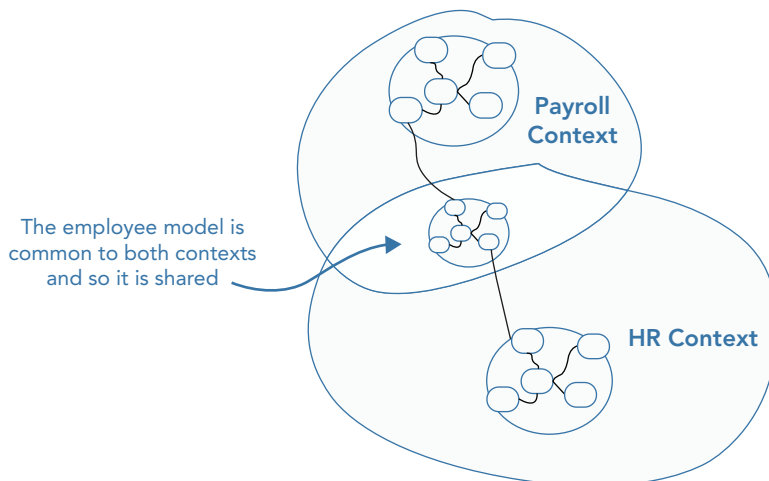 Payroll
Context
The employee model is
common to both contexts
and so it is shared
HR Context